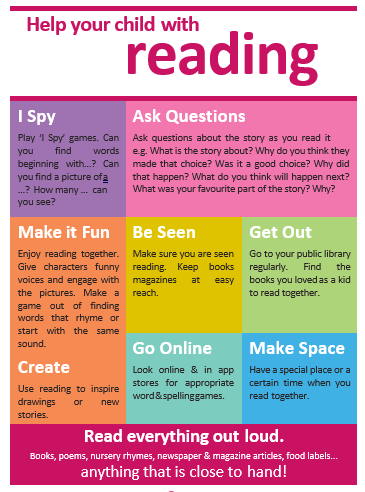 Help your child with
reading
I Spy
Play 'I Spy' games. Can
you find words
beginning with...? Can
you find a picture of a
...? How many ... can
you see?
Ask Questions
Ask questions about the story as you read it
e.g. What is the story about? Why do you think they
made that choice? Was it a good choice? Why did
that happen? What do you think will happen next?
What was your favourite part of the story? Why?
Make it Fun
Enjoy reading together.
Give characters funny
voices and engage with
the pictures. Make a
game out of finding
words that rhyme or
start with the same
sound.
Be Seen
Make sure you are seen
reading. Keep books
magazines at easy
reach.
Get Out
Go to your public library
regularly. Find the
books you loved as a kid
to read together.
Create
Use reading to inspire
drawings or new
stories.
Go Online
Look online & in app
stores for appropriate
word & spelling games.
Make Space
Have a special place or a
certain time when you
read together.
Read everything out loud.
Books, poems, nursery rhymes, newspaper & magazine articles, food labels...
anything that is close to hand!